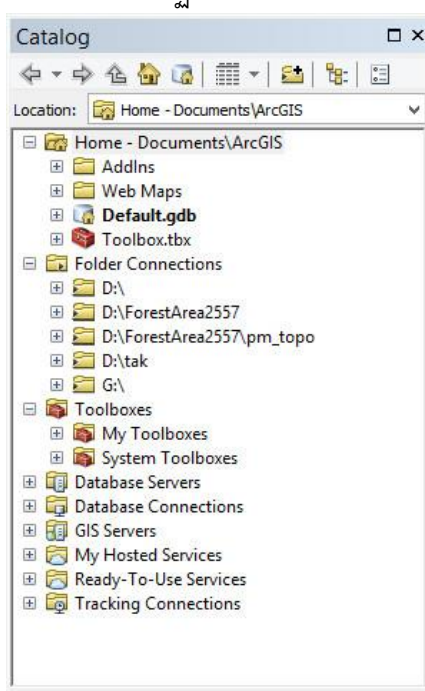 Catalog
Location: Home - Documents\ArcGIS
Home - Documents\ArcGIS
AddIns
Web Maps
Default.gdb
Toolbox.tbx
Folder Connections
D:\
D:\ForestArea2557
D:\ForestArea2557\pm_topo
D:\tak
G:\
Toolboxes
My Toolboxes
System Toolboxes
Database Servers
Database Connections
GIS Servers
My Hosted Services
Ready-To-Use Services
Tracking Connections